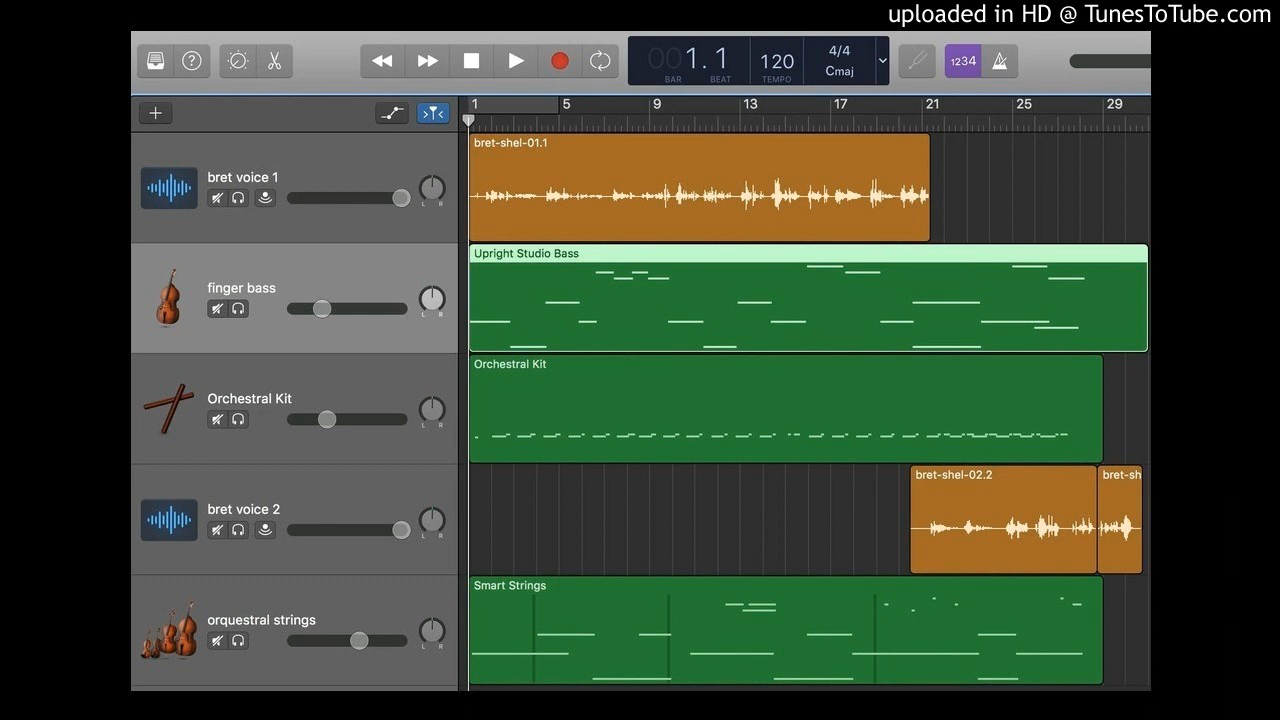 uploaded in HD @ TunesToTube.com
001.1
BAR BEAT
120
TEMPO
4/4
Cmaj
1234
1 5 9 13 17 21 25 29
bret voice 1
L R
bret-shel-01.1
finger bass
L R
Upright Studio Bass
Orchestral Kit
L R
Orchestral Kit
bret voice 2
L R
bret-shel-02.2
bret-sh
orquestral strings
L R
Smart Strings